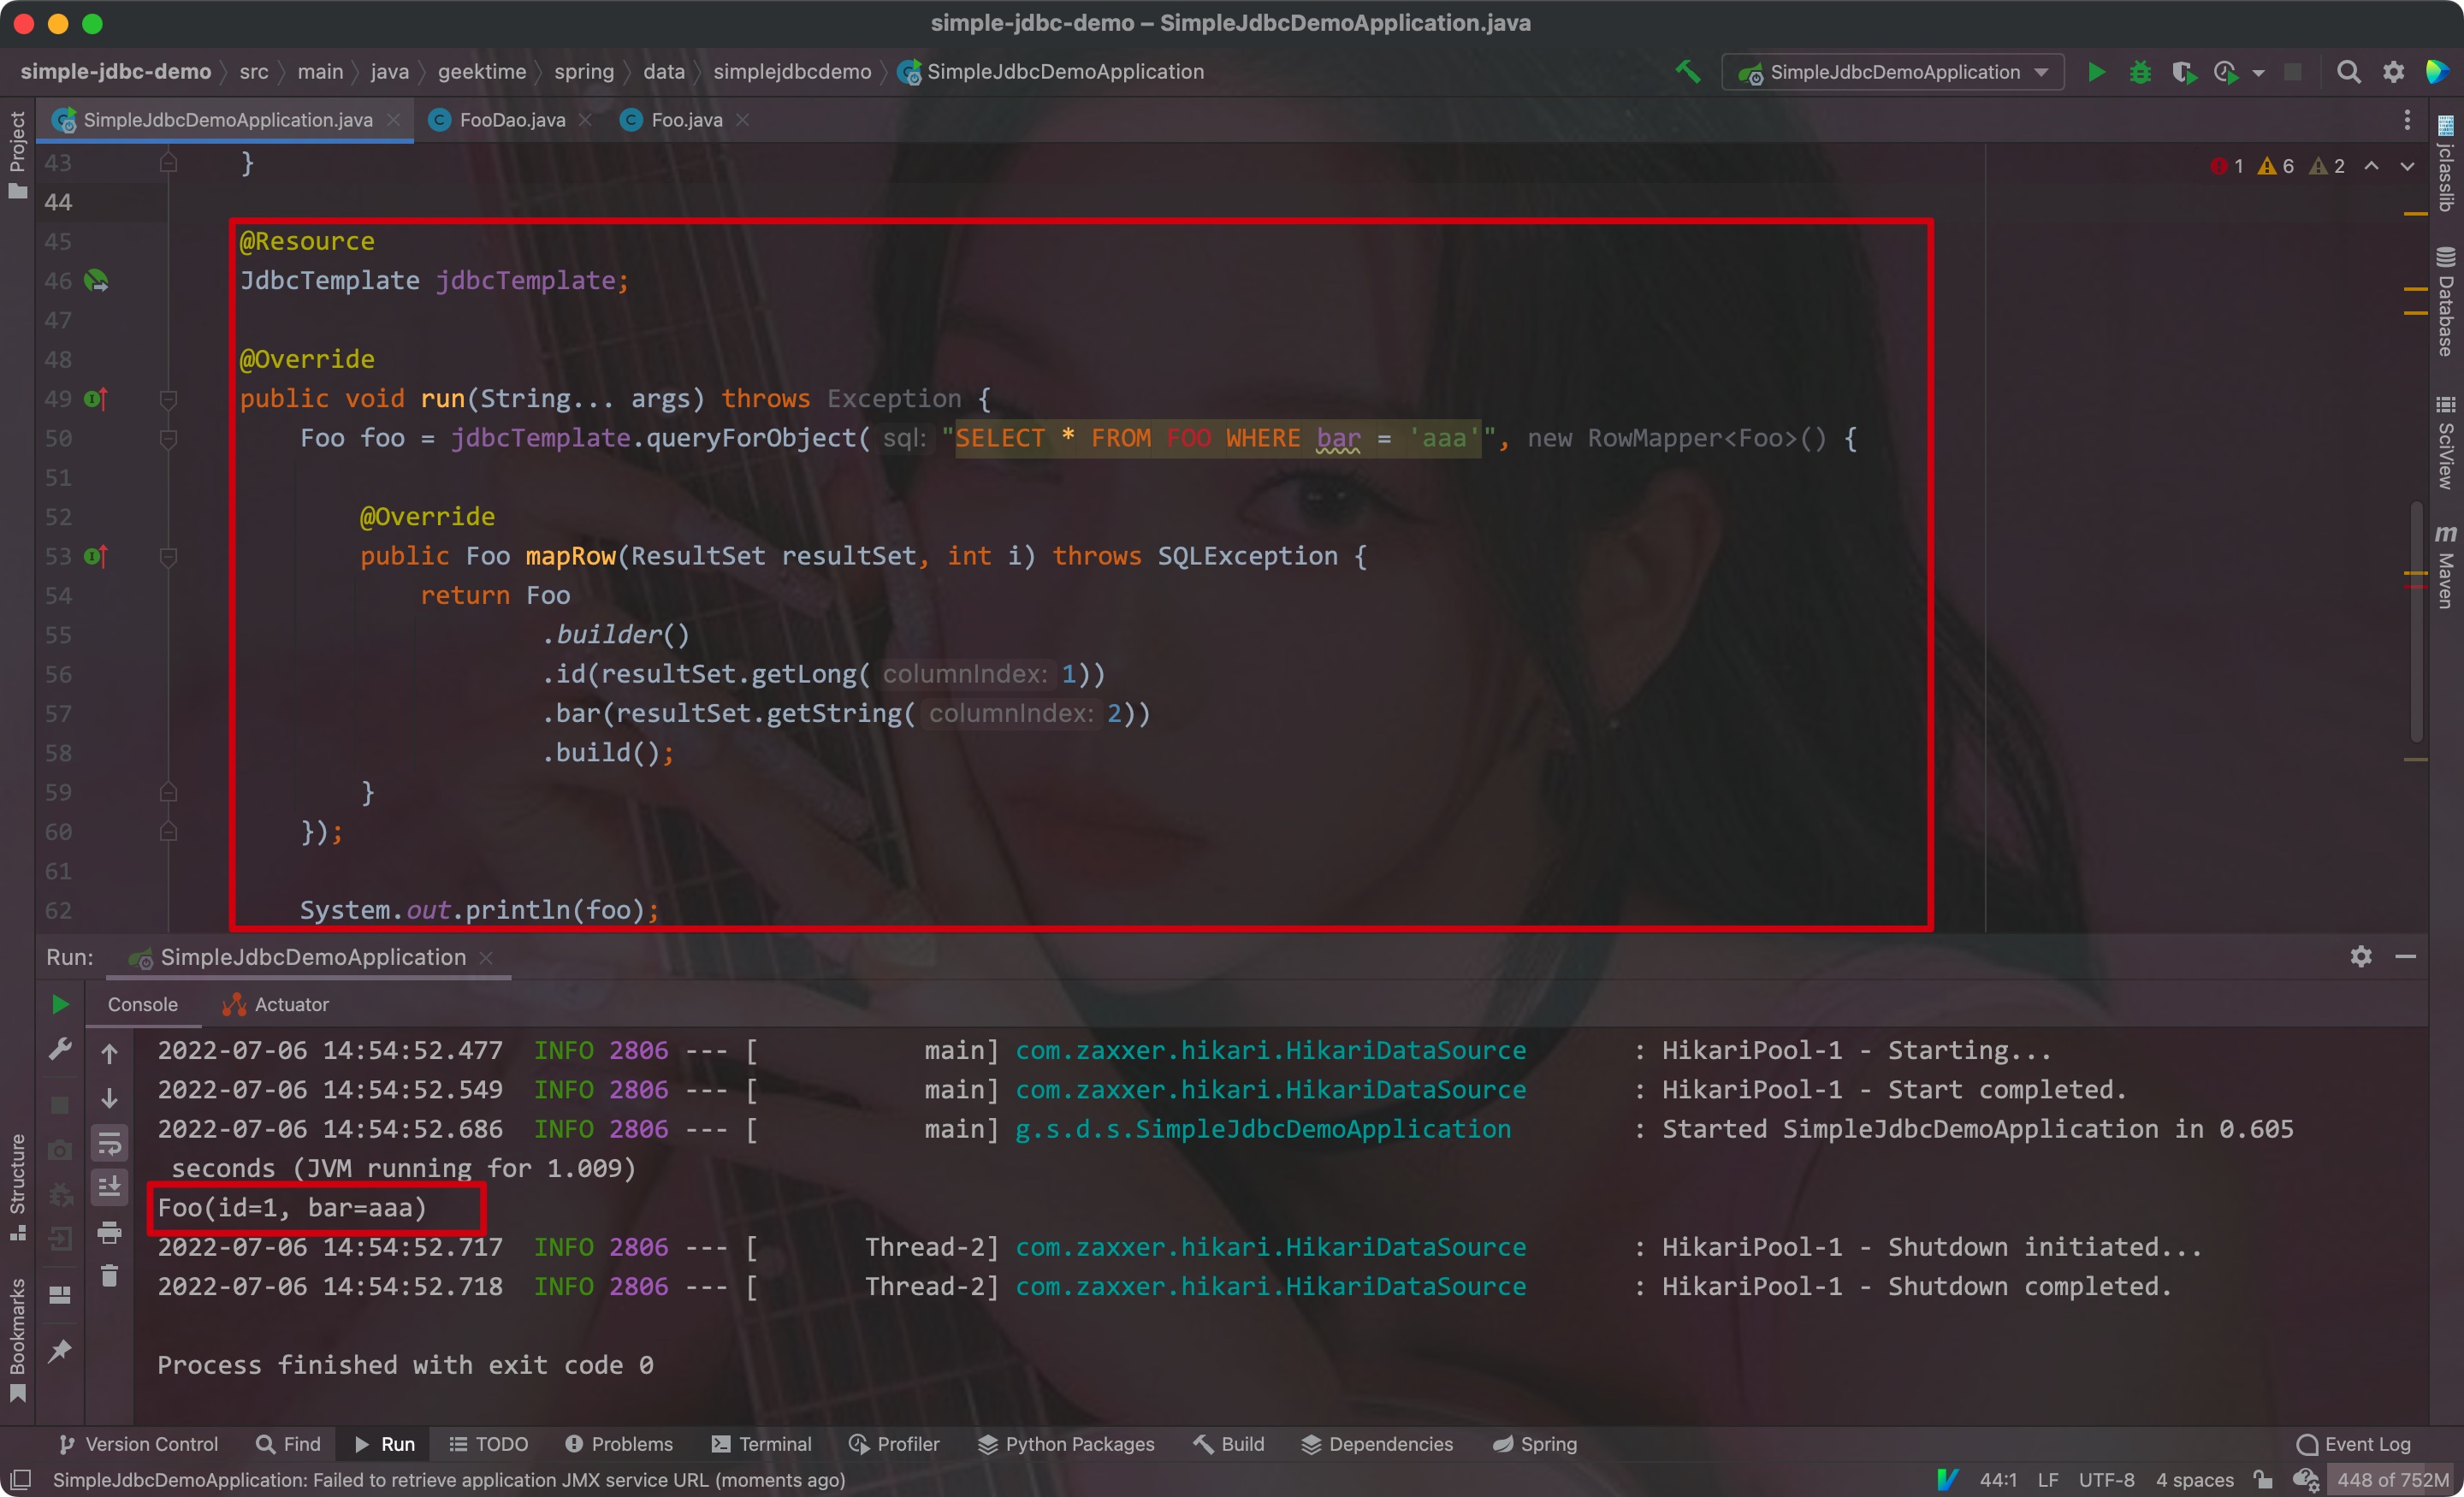 simple-jdbc-demo – SimpleJdbcDemoApplication.java
simple-jdbc-demo src main java geektime spring data simplejdbcdemo SimpleJdbcDemoApplication
SimpleJdbcDemoApplication
SimpleJdbcDemoApplication.java FooDao.java Foo.java
Project
jclasslib
Database
SciView
Maven
1 6 2
43 }
44
45 @Resource
46 JdbcTemplate jdbcTemplate;
47
48 @Override
49 public void run(String... args) throws Exception {
50 Foo foo = jdbcTemplate.queryForObject( sql: "SELECT * FROM FOO WHERE bar = 'aaa'", new RowMapper<Foo>() {
51
52 @Override
53 public Foo mapRow(ResultSet resultSet, int i) throws SQLException {
54 return Foo
55 .builder()
56 .id(resultSet.getLong( columnIndex: 1))
57 .bar(resultSet.getString( columnIndex: 2))
58 .build();
59 }
60 });
61
62 System.out.println(foo);
Run: SimpleJdbcDemoApplication
Console Actuator
Structure
Bookmarks
2022-07-06 14:54:52.477 INFO 2806 --- [ main] com.zaxxer.hikari.HikariDataSource : HikariPool-1 - Starting...
2022-07-06 14:54:52.549 INFO 2806 --- [ main] com.zaxxer.hikari.HikariDataSource : HikariPool-1 - Start completed.
2022-07-06 14:54:52.686 INFO 2806 --- [ main] g.s.d.s.SimpleJdbcDemoApplication : Started SimpleJdbcDemoApplication in 0.605
seconds (JVM running for 1.009)
Foo(id=1, bar=aaa)
2022-07-06 14:54:52.717 INFO 2806 --- [ Thread-2] com.zaxxer.hikari.HikariDataSource : HikariPool-1 - Shutdown initiated...
2022-07-06 14:54:52.718 INFO 2806 --- [ Thread-2] com.zaxxer.hikari.HikariDataSource : HikariPool-1 - Shutdown completed.
Process finished with exit code 0
Version Control Find Run TODO Problems Terminal Profiler Python Packages Build Dependencies Spring Event Log
SimpleJdbcDemoApplication: Failed to retrieve application JMX service URL (moments ago) 44:1 LF UTF-8 4 spaces 448 of 752M